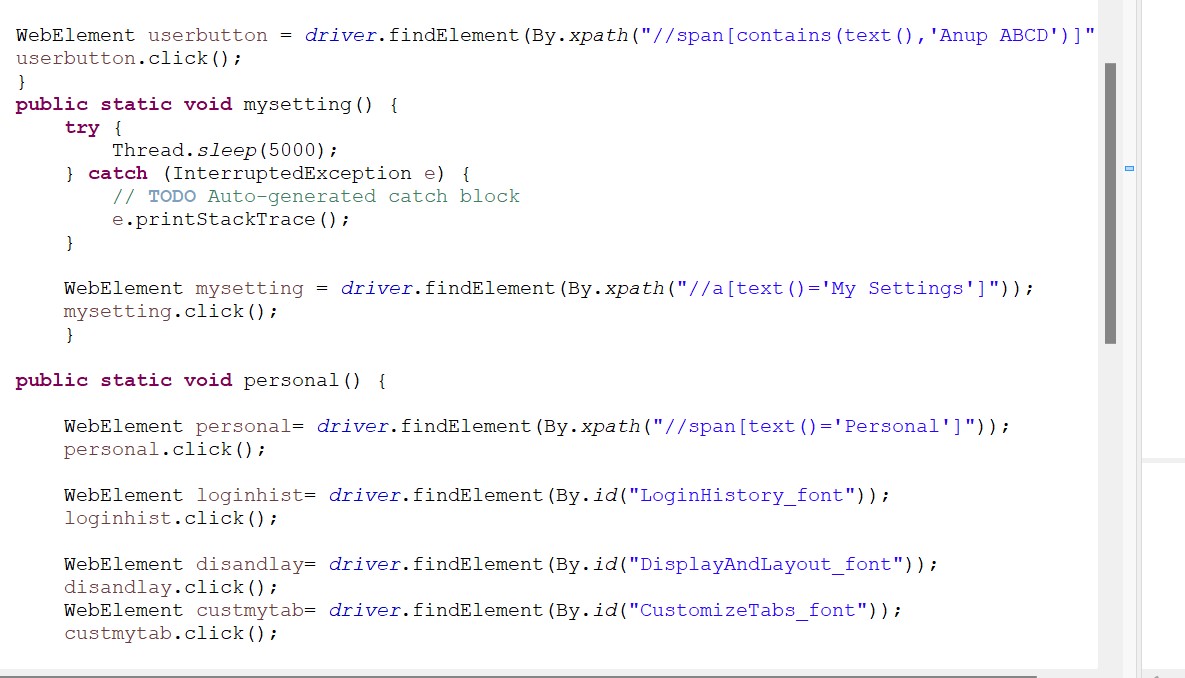 WebElement userbutton = driver.findElement(By.xpath("//span[contains(text(),'Anup ABCD')]"
userbutton.click();
}
public static void mysetting() {
try {
Thread.sleep(5000);
} catch (InterruptedException e) {
// TODO Auto-generated catch block
e.printStackTrace();
}
WebElement mysetting = driver.findElement(By.xpath("//a[text()='My Settings']"));
mysetting.click();
}
public static void personal() {
WebElement personal= driver.findElement(By.xpath("//span[text()='Personal']"));
personal.click();
WebElement loginhist= driver.findElement(By.id("LoginHistory_font"));
loginhist.click();
WebElement disandlay= driver.findElement(By.id("DisplayAndLayout_font"));
disandlay.click();
WebElement custmytab= driver.findElement(By.id("CustomizeTabs_font"));
custmytab.click();